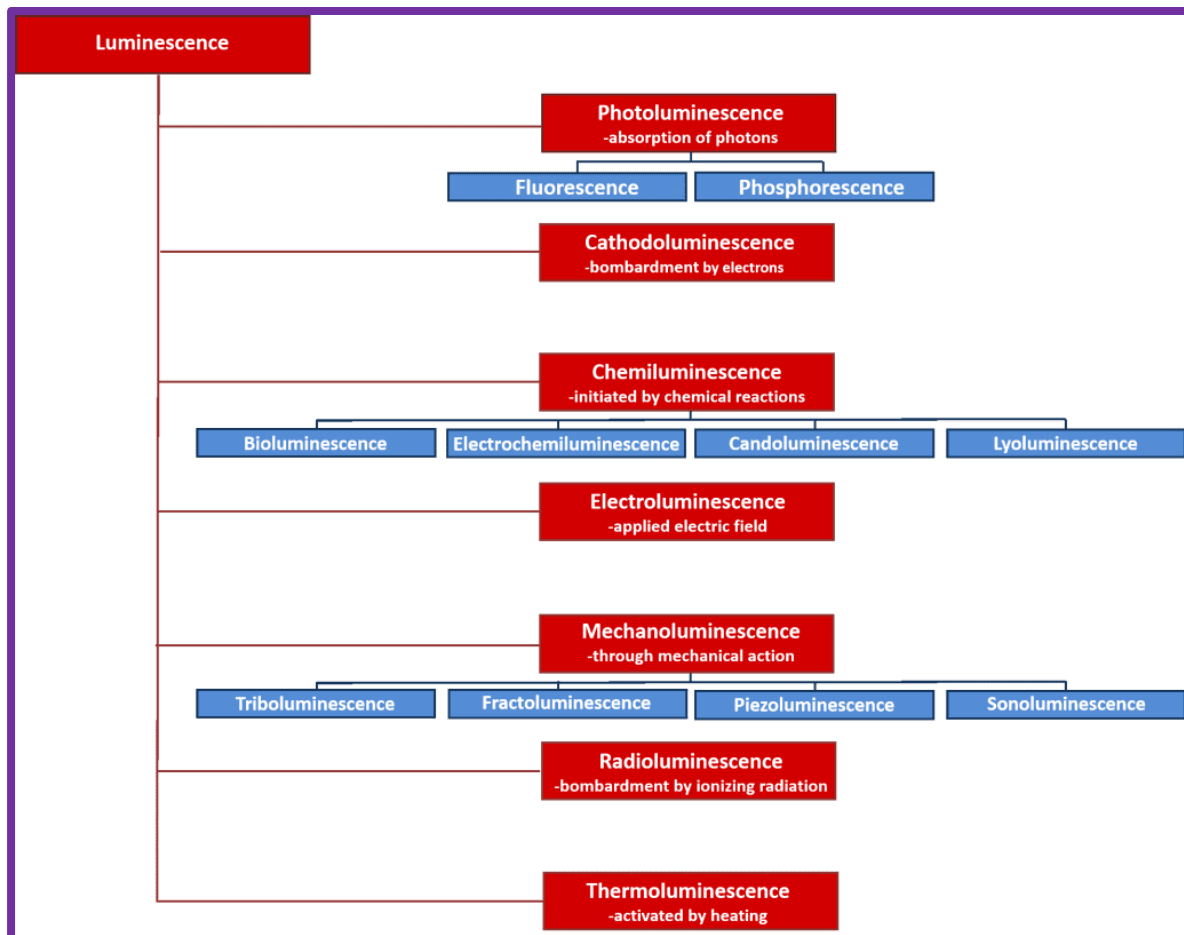 Luminescence
Photoluminescence
-absorption of photons
Fluorescence
Phosphorescence
Cathodoluminescence
-bombardment by electrons
Chemiluminescence
-initiated by chemical reactions
Bioluminescence
Electrochemiluminescence
Candoluminescence
Lyoluminescence
Electroluminescence
-applied electric field
Mechanoluminescence
-through mechanical action
Triboluminescence
Fractoluminescence
Piezoluminescence
Sonoluminescence
Radioluminescence
-bombardment by ionizing radiation
Thermoluminescence
-activated by heating